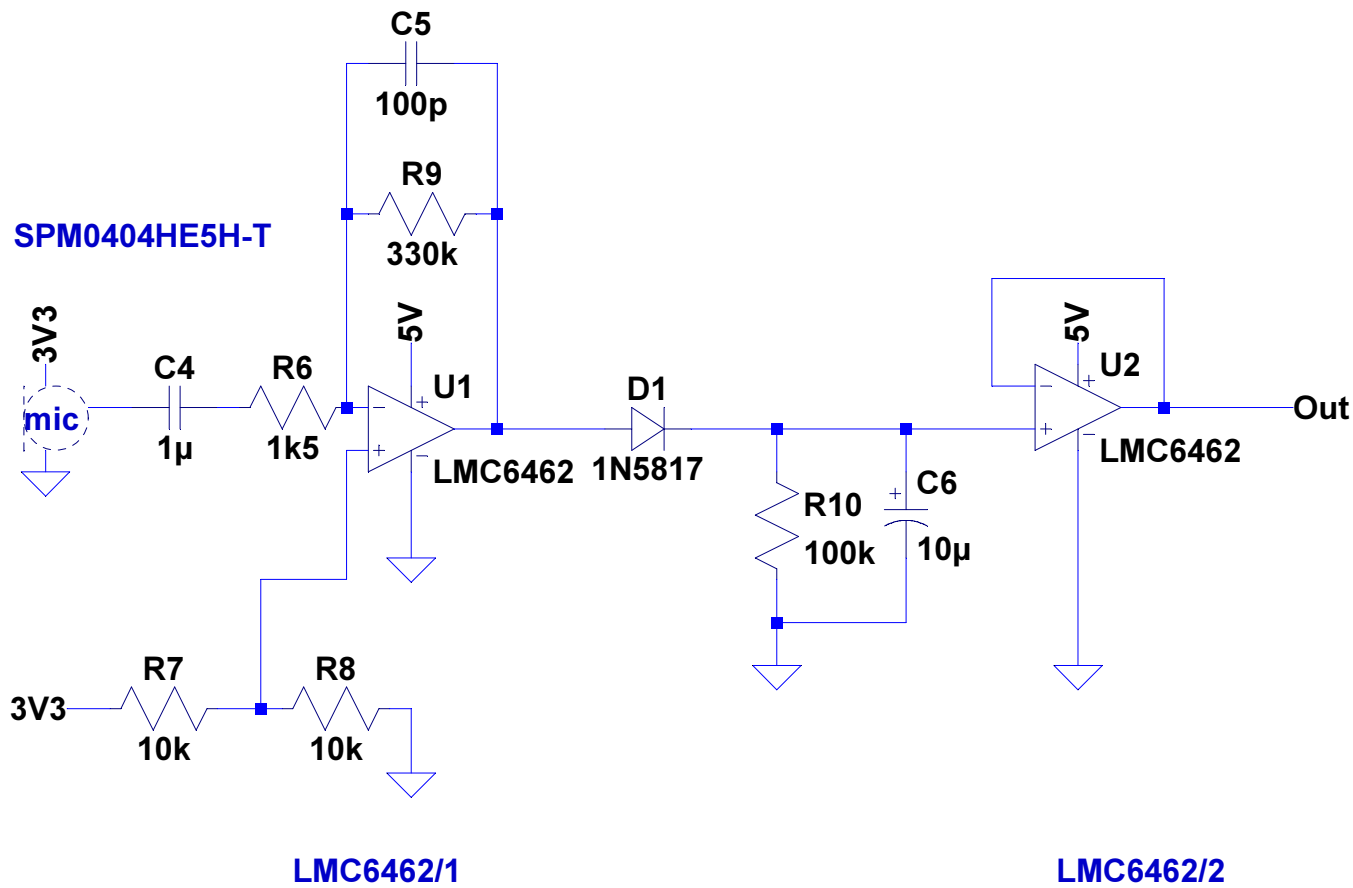 C5
100p
R9
330k
SPM0404HE5H-T
3V3
mic
C4
1µ
R6
1k5
5V
U1
LMC6462
D1
1N5817
R10
100k
C6
10µ
5V
U2
LMC6462
Out
3V3
R7
10k
R8
10k
LMC6462/1
LMC6462/2